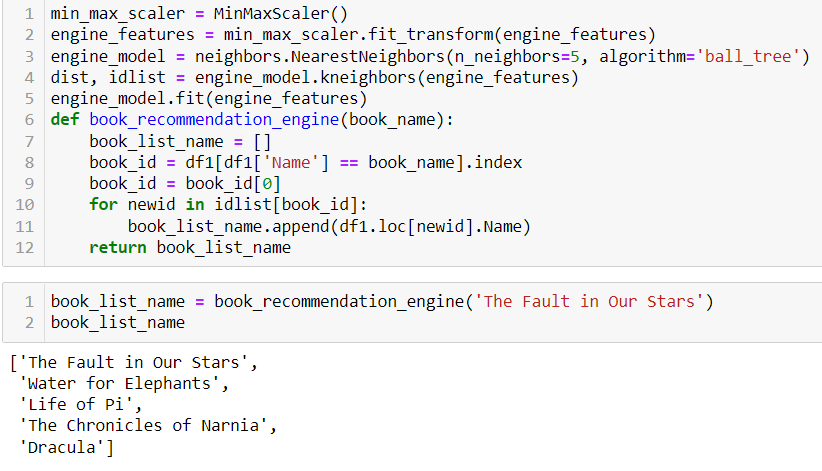 1 min_max_scaler = MinMaxScaler()
2 engine_features = min_max_scaler.fit_transform(engine_features)
3 engine_model = neighbors.NearestNeighbors(n_neighbors=5, algorithm='ball_tree')
4 dist, idlist = engine_model.kneighbors(engine_features)
5 engine_model.fit(engine_features)
6 def book_recommendation_engine(book_name):
7     book_list_name = []
8     book_id = df1[df1['Name'] == book_name].index
9     book_id = book_id[0]
10     for newid in idlist[book_id]:
11         book_list_name.append(df1.loc[newid].Name)
12     return book_list_name
1 book_list_name = book_recommendation_engine('The Fault in Our Stars')
2 book_list_name
['The Fault in Our Stars',
 'Water for Elephants',
 'Life of Pi',
 'The Chronicles of Narnia',
 'Dracula']